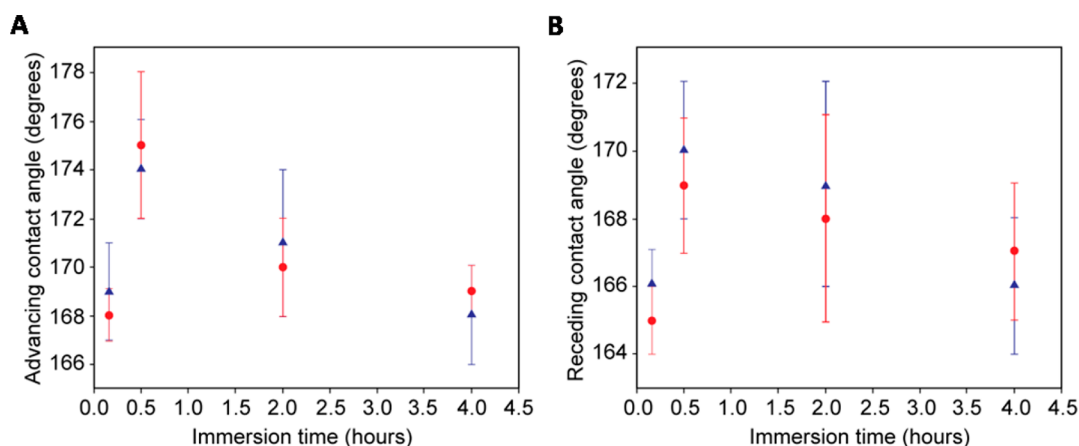 A
Advancing contact angle (degrees)
178
176
174
172
170
168
166
0.0 0.5 1.0 1.5 2.0 2.5 3.0 3.5 4.0 4.5
Immersion time (hours)
B
Receding contact angle (degrees)
172
170
168
166
164
0.0 0.5 1.0 1.5 2.0 2.5 3.0 3.5 4.0 4.5
Immersion time (hours)